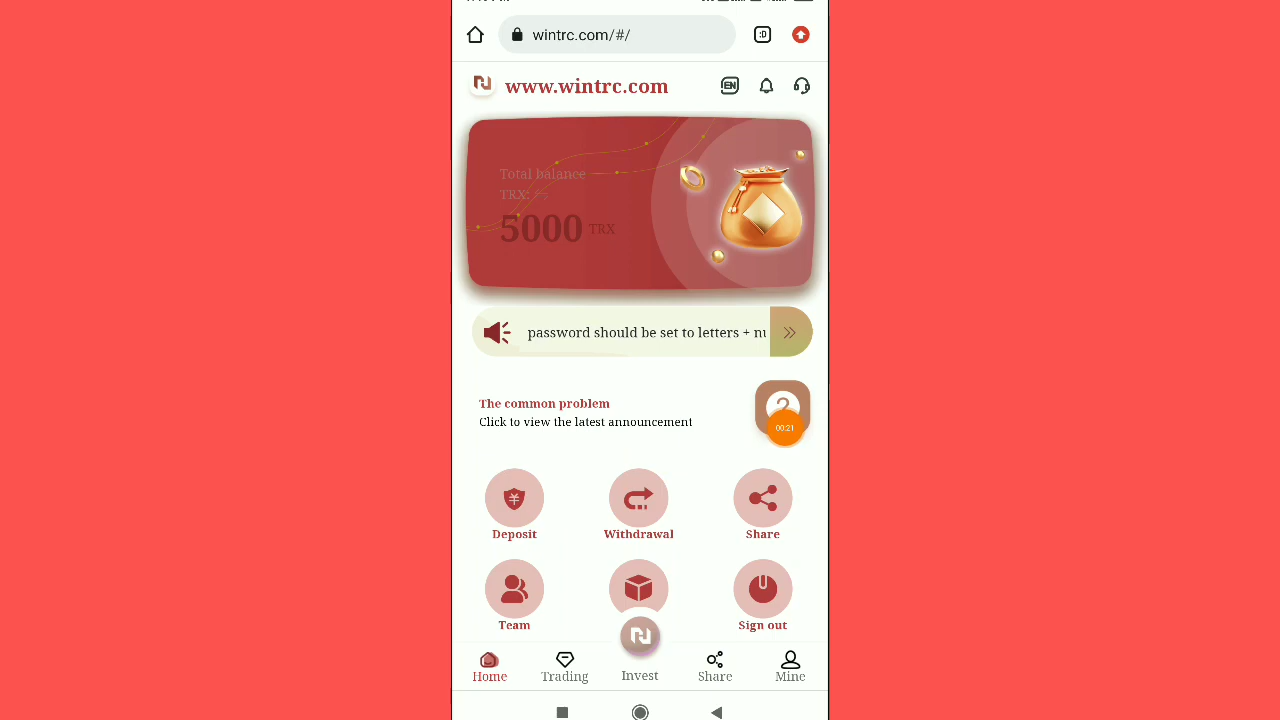 wintrc.com/#/
:D
www.wintrc.com
EN
Total balance
TRX:
5000 TRX
password should be set to letters + nu
The common problem
Click to view the latest announcement
00:21
Deposit
Withdrawal
Share
Team
Sign out
Home
Trading
Invest
Share
Mine